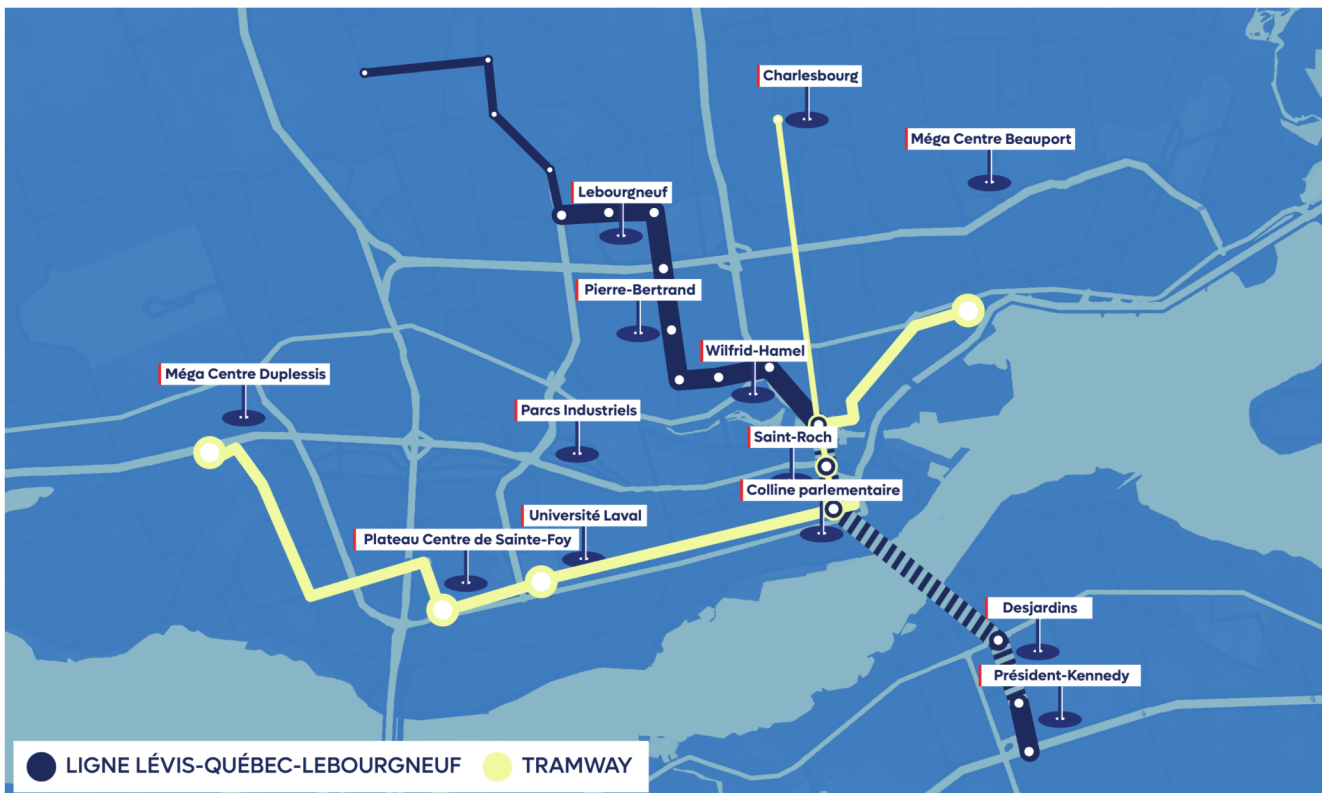 Charlesbourg
Méga Centre Beauport
Lebourgneuf
Pierre-Bertrand
Wilfrid-Hamel
Méga Centre Duplessis
Parcs Industriels
Saint-Roch
Colline parlementaire
Université Laval
Plateau Centre de Sainte-Foy
Desjardins
Président-Kennedy
LIGNE LÉVIS-QUÉBEC-LEBOURGNEUF
TRAMWAY